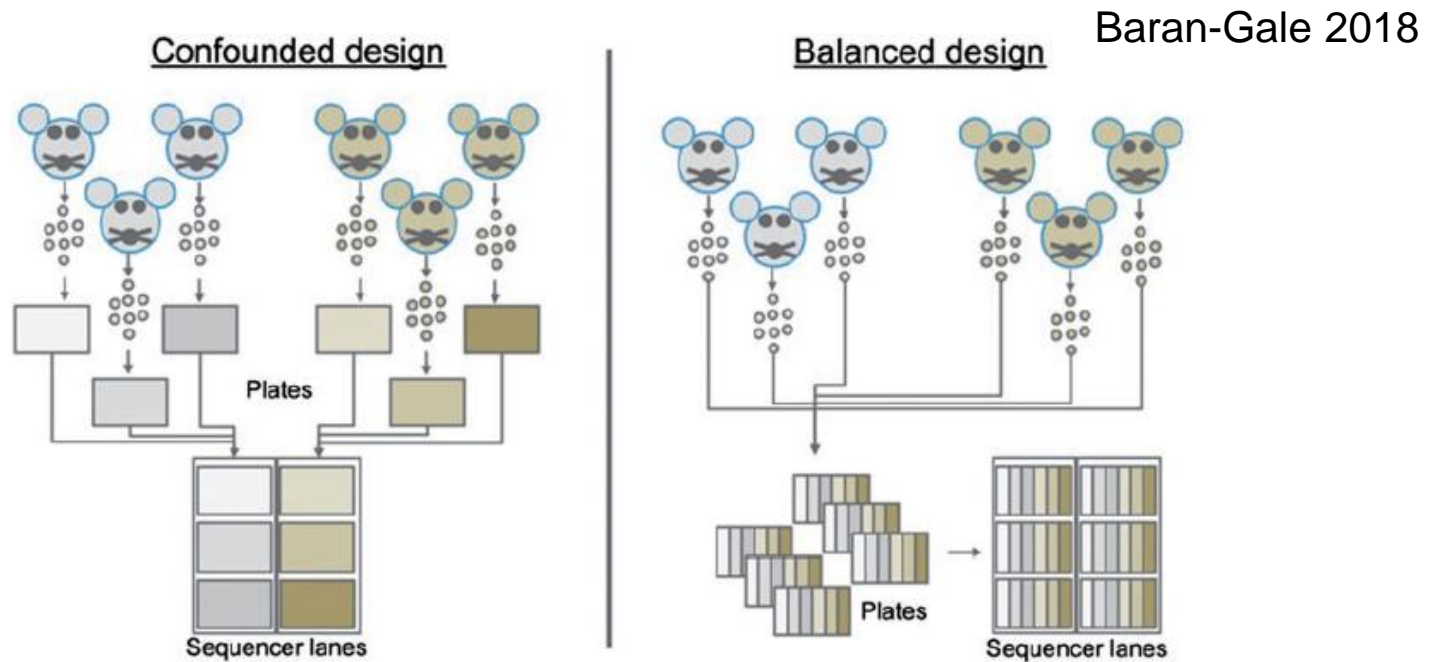 Baran-Gale 2018
Confounded design
Balanced design
Plates
Sequencer lanes
Plates
Sequencer lanes